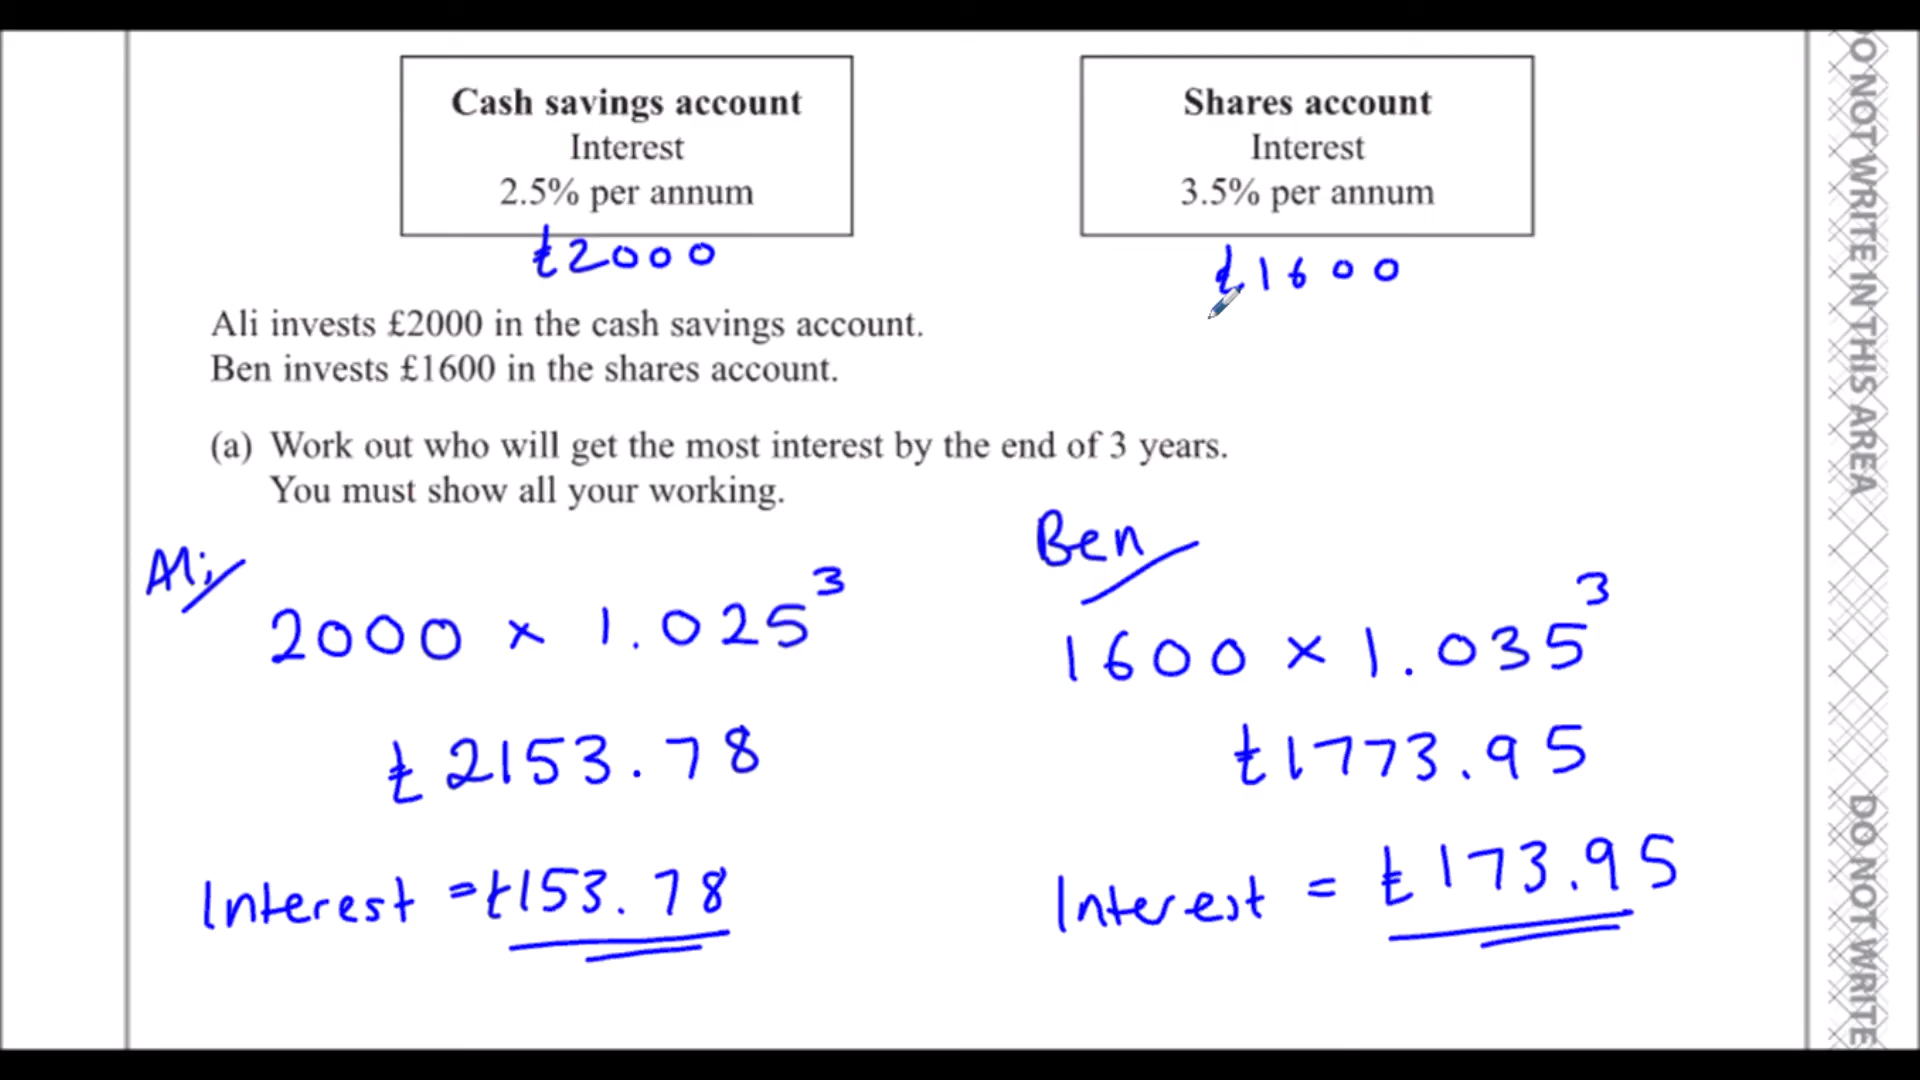 Cash savings account
Interest
2.5% per annum
£2000
Shares account
Interest
3.5% per annum
£1600
Ali invests £2000 in the cash savings account.
Ben invests £1600 in the shares account.
(a) Work out who will get the most interest by the end of 3 years.
You must show all your working.
Ali
2000 × 1.025³
£2153.78
Interest = £153.78
Ben
1600 × 1.035³
£1773.95
Interest = £173.95
DO NOT WRITE IN THIS AREA
DO NOT WRITE